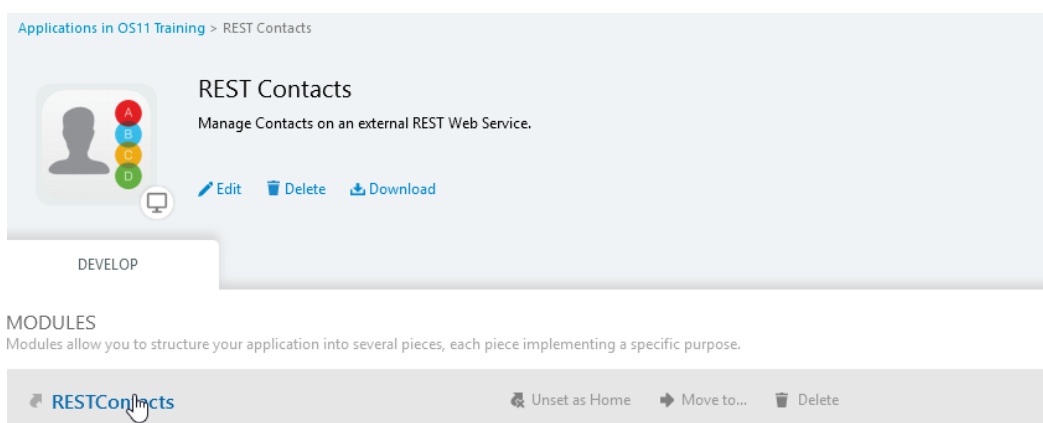 Applications in OS11 Training > REST Contacts
REST Contacts
Manage Contacts on an external REST Web Service.
A
B
C
D
Edit Delete Download
DEVELOP
MODULES
Modules allow you to structure your application into several pieces, each piece implementing a specific purpose.
RESTContacts Unset as Home Move to... Delete